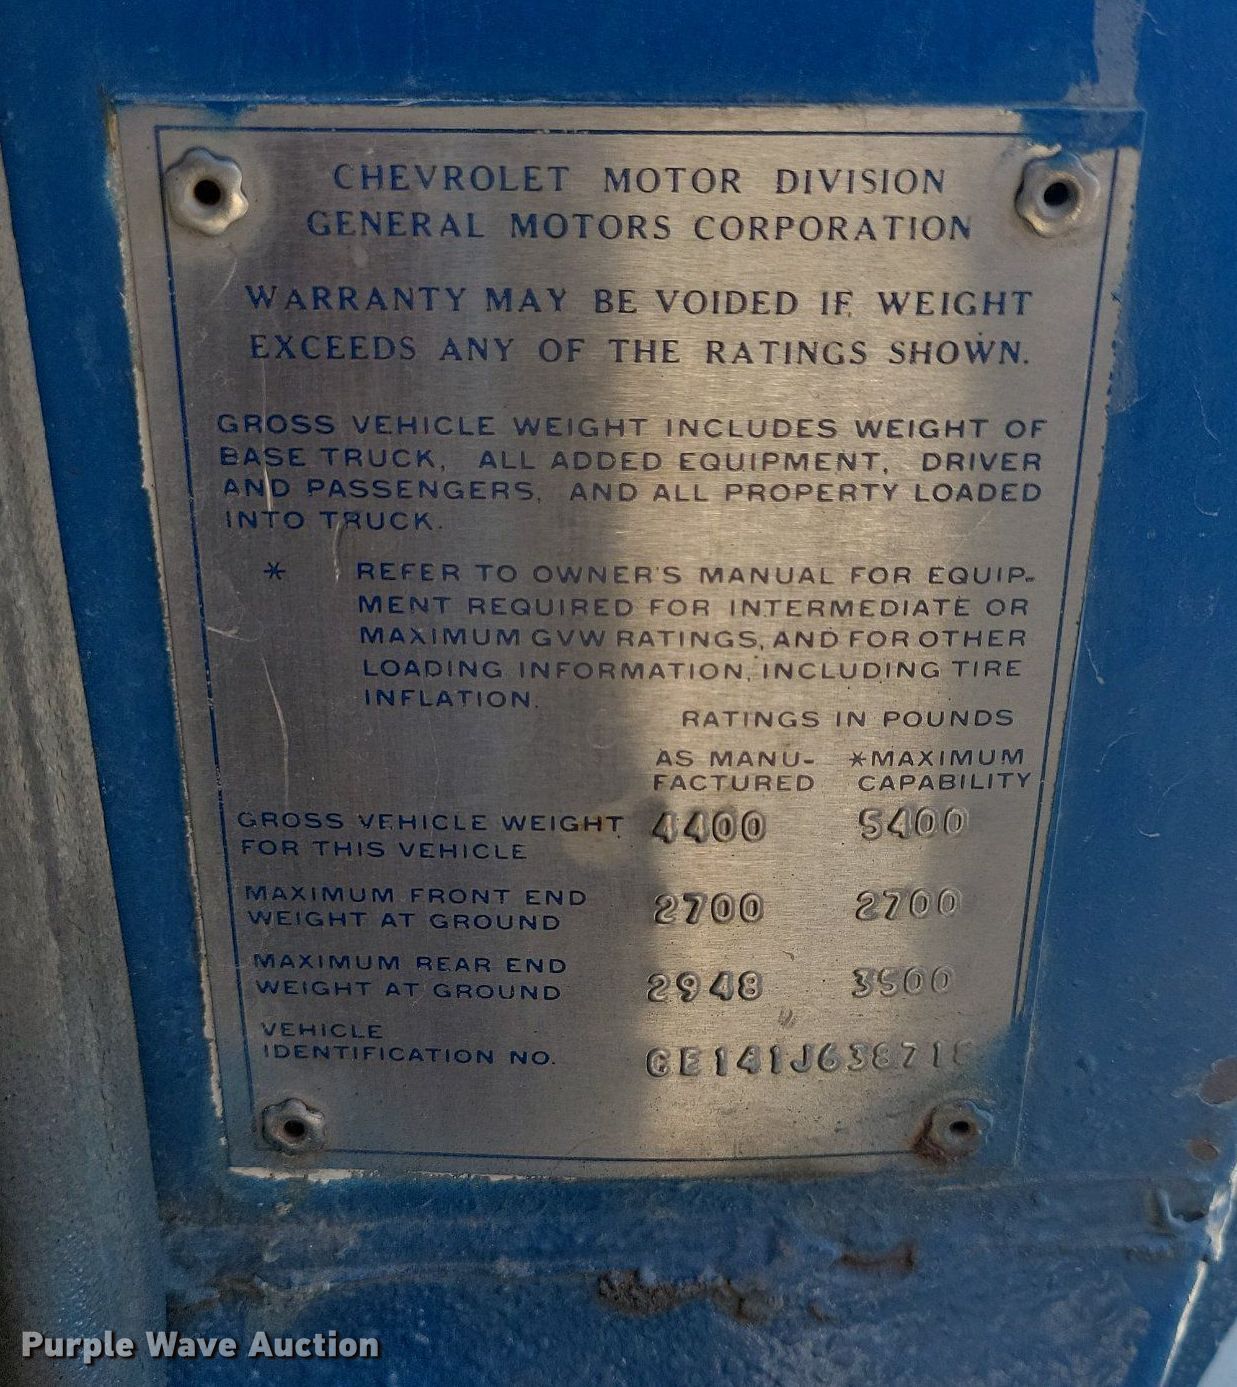 CHEVROLET MOTOR DIVISION
GENERAL MOTORS CORPORATION
WARRANTY MAY BE VOIDED IF WEIGHT
EXCEEDS ANY OF THE RATINGS SHOWN.
GROSS VEHICLE WEIGHT INCLUDES WEIGHT OF
BASE TRUCK, ALL ADDED EQUIPMENT, DRIVER
AND PASSENGERS, AND ALL PROPERTY LOADED
INTO TRUCK.
* REFER TO OWNER'S MANUAL FOR EQUIP-
MENT REQUIRED FOR INTERMEDIATE OR
MAXIMUM GVW RATINGS, AND FOR OTHER
LOADING INFORMATION, INCLUDING TIRE
INFLATION.
RATINGS IN POUNDS
AS MANU- *MAXIMUM
FACTURED CAPABILITY
GROSS VEHICLE WEIGHT 4400 5400
FOR THIS VEHICLE
MAXIMUM FRONT END
WEIGHT AT GROUND 2700 2700
MAXIMUM REAR END
WEIGHT AT GROUND 2948 3500
VEHICLE
IDENTIFICATION NO.
Purple Wave Auction